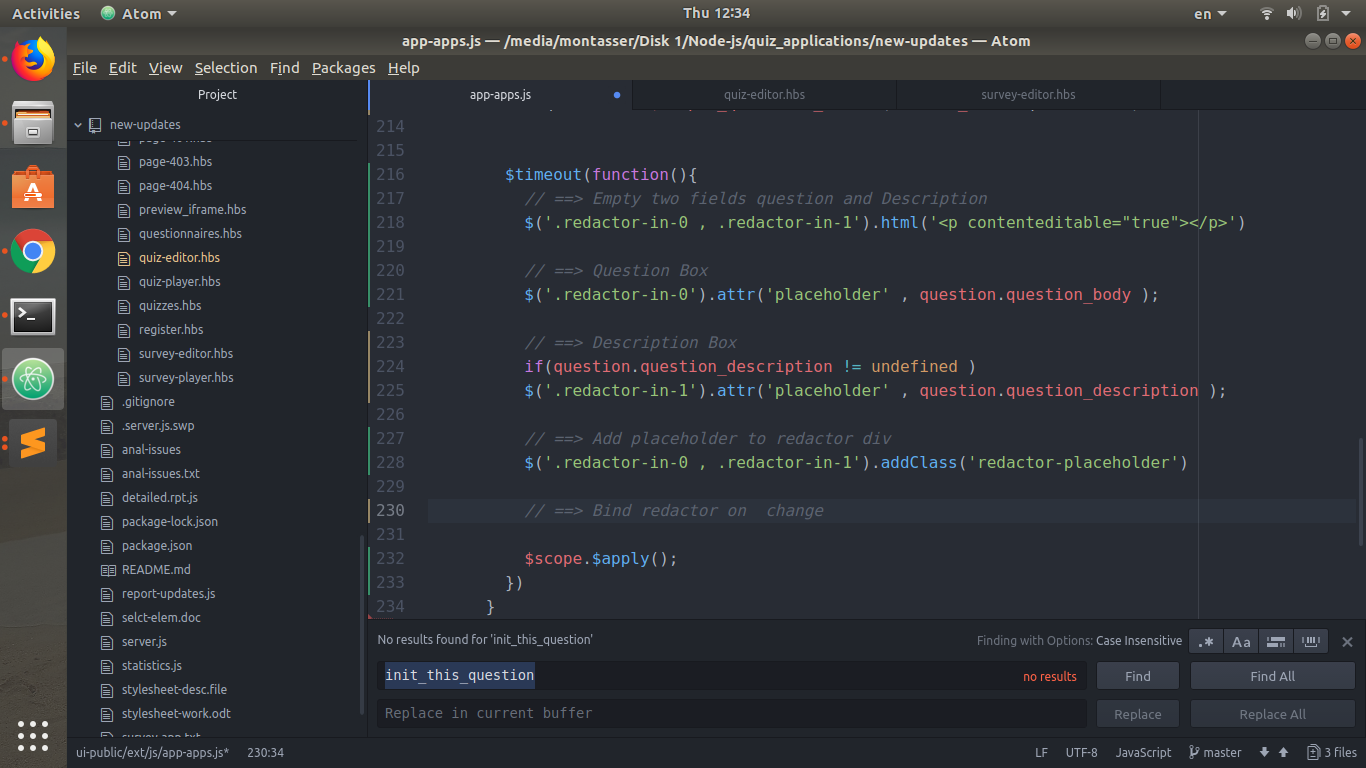 Activities Atom Thu 12:34 en
app-apps.js — /media/montasser/Disk 1/Node-js/quiz_applications/new-updates — Atom
File Edit View Selection Find Packages Help
Project app-apps.js quiz-editor.hbs survey-editor.hbs
new-updates
page-403.hbs
page-404.hbs
preview_iframe.hbs
questionnaires.hbs
quiz-editor.hbs
quiz-player.hbs
quizzes.hbs
register.hbs
survey-editor.hbs
survey-player.hbs
.gitignore
.server.js.swp
anal-issues
anal-issues.txt
detailed.rpt.js
package-lock.json
package.json
README.md
report-updates.js
selct-elem.doc
server.js
statistics.js
stylesheet-desc.file
stylesheet-work.odt
survey-app.txt
214
215
216 $timeout(function(){
217 // ==> Empty two fields question and Description
218 $('.redactor-in-0 , .redactor-in-1').html('<p contenteditable="true"></p>')
219
220 // ==> Question Box
221 $('.redactor-in-0').attr('placeholder' , question.question_body );
222
223 // ==> Description Box
224 if(question.question_description != undefined )
225 $('.redactor-in-1').attr('placeholder' , question.question_description );
226
227 // ==> Add placeholder to redactor div
228 $('.redactor-in-0 , .redactor-in-1').addClass('redactor-placeholder')
229
230 // ==> Bind redactor on  change
231
232 $scope.$apply();
233 })
234 }
No results found for 'init_this_question' Finding with Options: Case Insensitive .* Aa
init_this_question no results Find Find All
Replace in current buffer Replace Replace All
ui-public/ext/js/app-apps.js* 230:34 LF UTF-8 JavaScript master 3 files